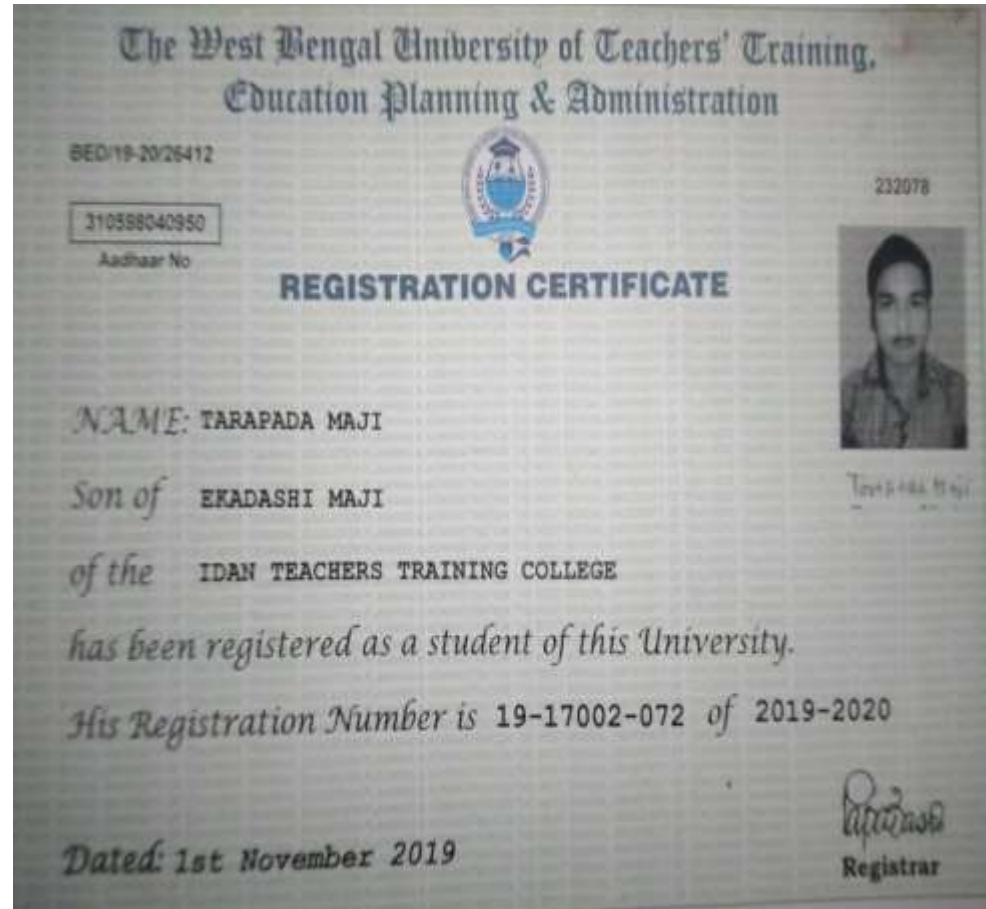 The West Bengal University of Teachers' Training,
Education Planning & Administration
BED/19-20/26412
232078
310598040950
Aadhaar No
REGISTRATION CERTIFICATE
NAME: TARAPADA MAJI
Son of EKADASHI MAJI
Tarapada Maji
of the IDAN TEACHERS TRAINING COLLEGE
has been registered as a student of this University.
His Registration Number is 19-17002-072 of 2019-2020
Dated: 1st November 2019
Registrar